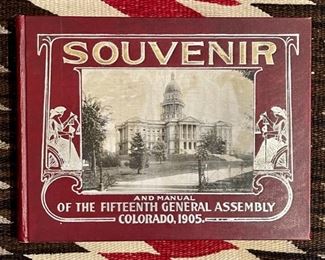 SOUVENIR
AND MANUAL
OF THE FIFTEENTH GENERAL ASSEMBLY
COLORADO, 1905.